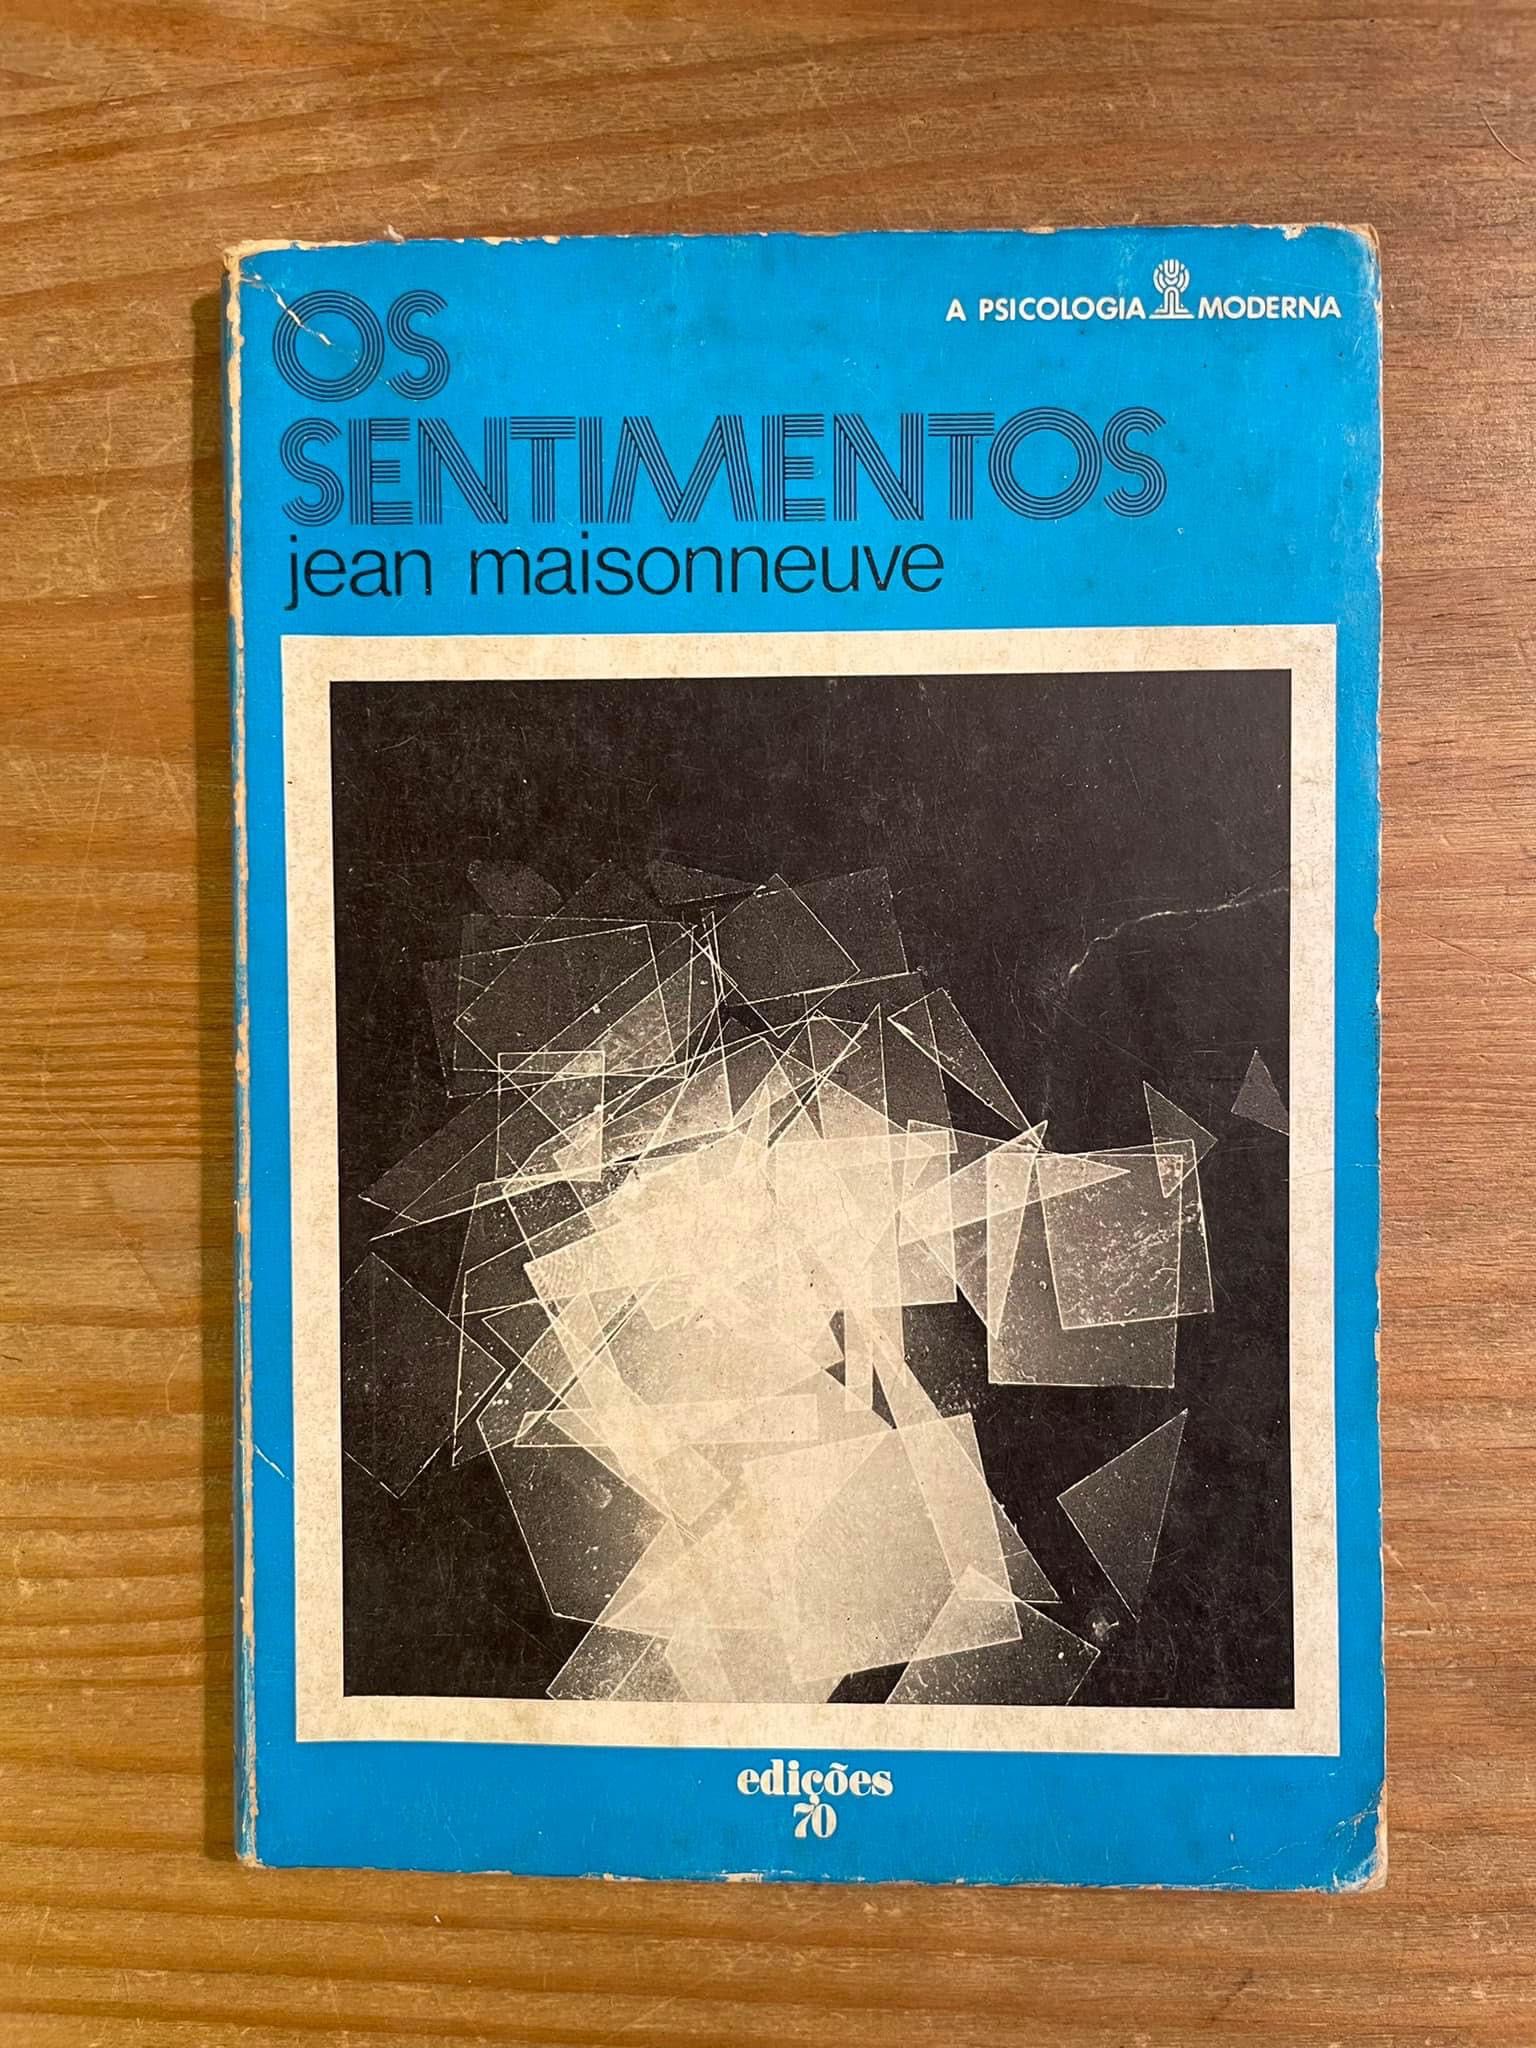 A PSICOLOGIA MODERNA
OS
SENTIMENTOS
jean maisonneuve
edições
70